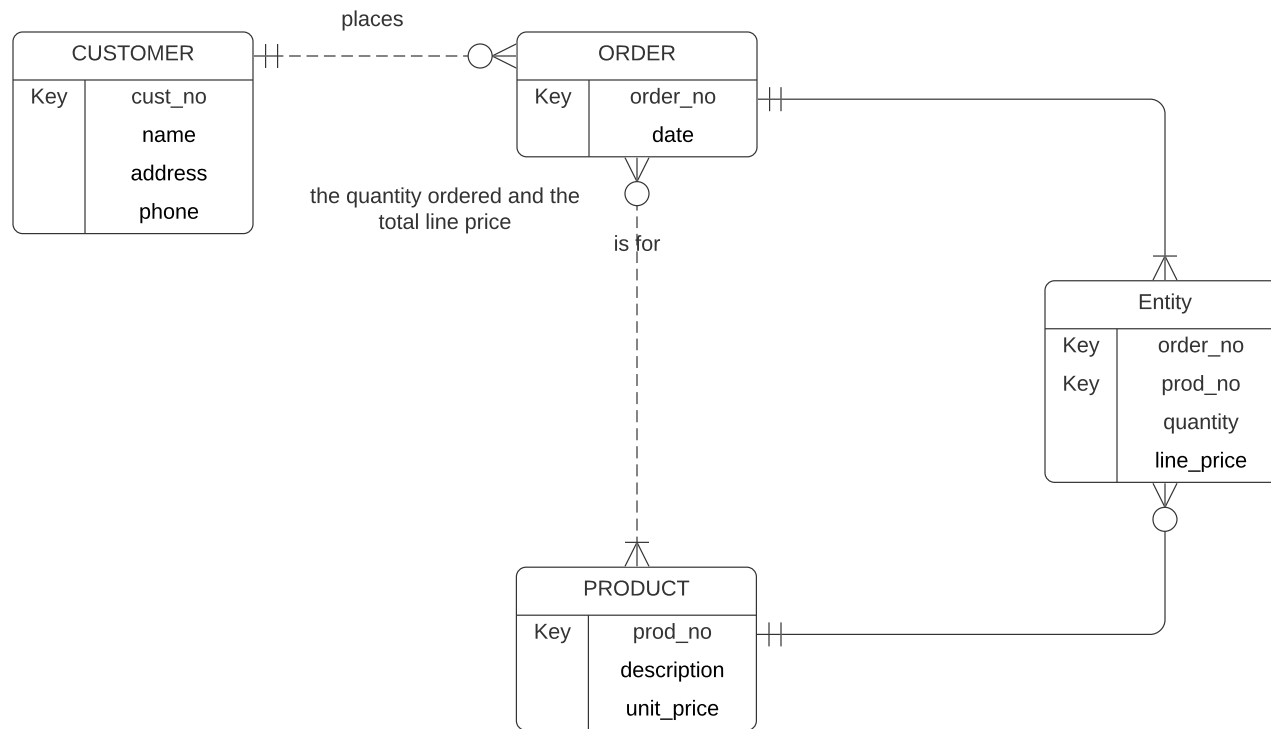 places
CUSTOMER
Key cust_no
name
address
phone
ORDER
Key order_no
date
the quantity ordered and the
total line price
is for
Entity
Key order_no
Key prod_no
quantity
line_price
PRODUCT
Key prod_no
description
unit_price